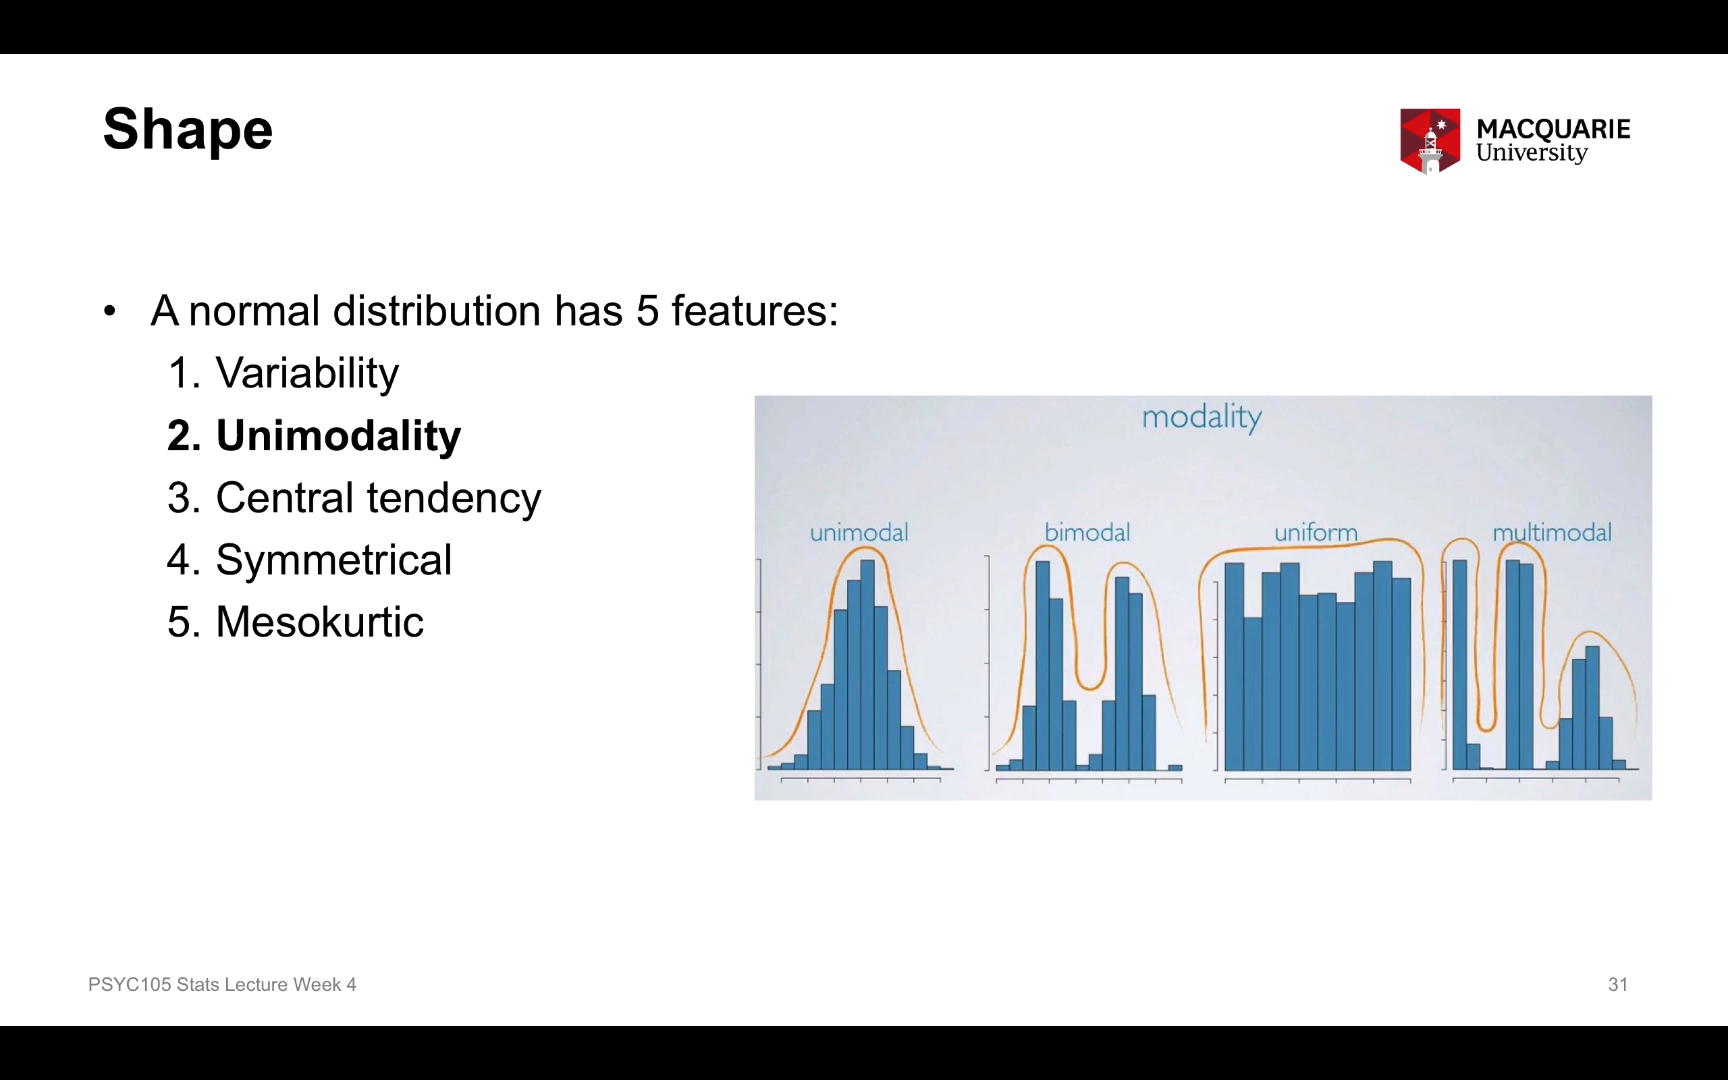 Shape
MACQUARIE
University
• A normal distribution has 5 features:
1. Variability
2. Unimodality
3. Central tendency
4. Symmetrical
5. Mesokurtic
modality
unimodal
bimodal
uniform
multimodal
PSYC105 Stats Lecture Week 4
31